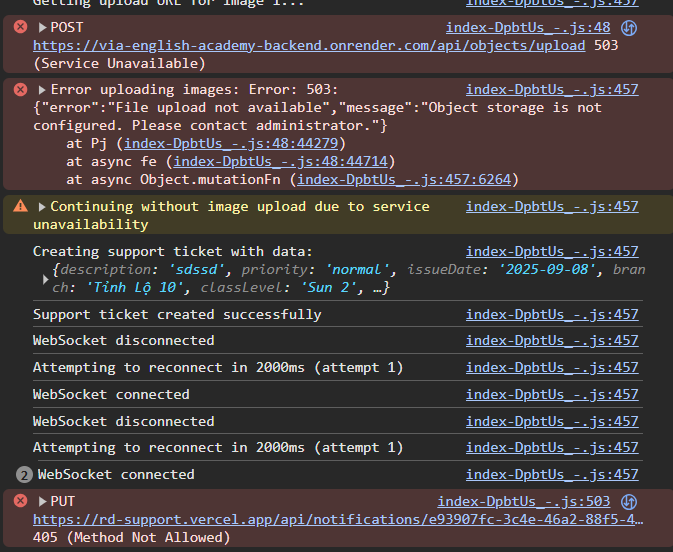 Getting upload URL for image 1...
▶POST index-DpbtUs_-.js:48
https://via-english-academy-backend.onrender.com/api/objects/upload 503
(Service Unavailable)
▶Error uploading images: Error: 503: index-DpbtUs_-.js:457
{"error":"File upload not available","message":"Object storage is not
configured. Please contact administrator."}
at Pj (index-DpbtUs_-.js:48:44279)
at async fe (index-DpbtUs_-.js:48:44714)
at async Object.mutationFn (index-DpbtUs_-.js:457:6264)
▶Continuing without image upload due to service index-DpbtUs_-.js:457
unavailability
Creating support ticket with data: index-DpbtUs_-.js:457
▶{description: 'sdssd', priority: 'normal', issueDate: '2025-09-08', bran
ch: 'Tỉnh Lộ 10', classLevel: 'Sun 2', …}
Support ticket created successfully index-DpbtUs_-.js:457
WebSocket disconnected index-DpbtUs_-.js:457
Attempting to reconnect in 2000ms (attempt 1) index-DpbtUs_-.js:457
WebSocket connected index-DpbtUs_-.js:457
WebSocket disconnected index-DpbtUs_-.js:457
Attempting to reconnect in 2000ms (attempt 1) index-DpbtUs_-.js:457
2 WebSocket connected index-DpbtUs_-.js:457
▶PUT index-DpbtUs_-.js:503
https://rd-support.vercel.app/api/notifications/e93907fc-3c4e-46a2-88f5-4…
405 (Method Not Allowed)